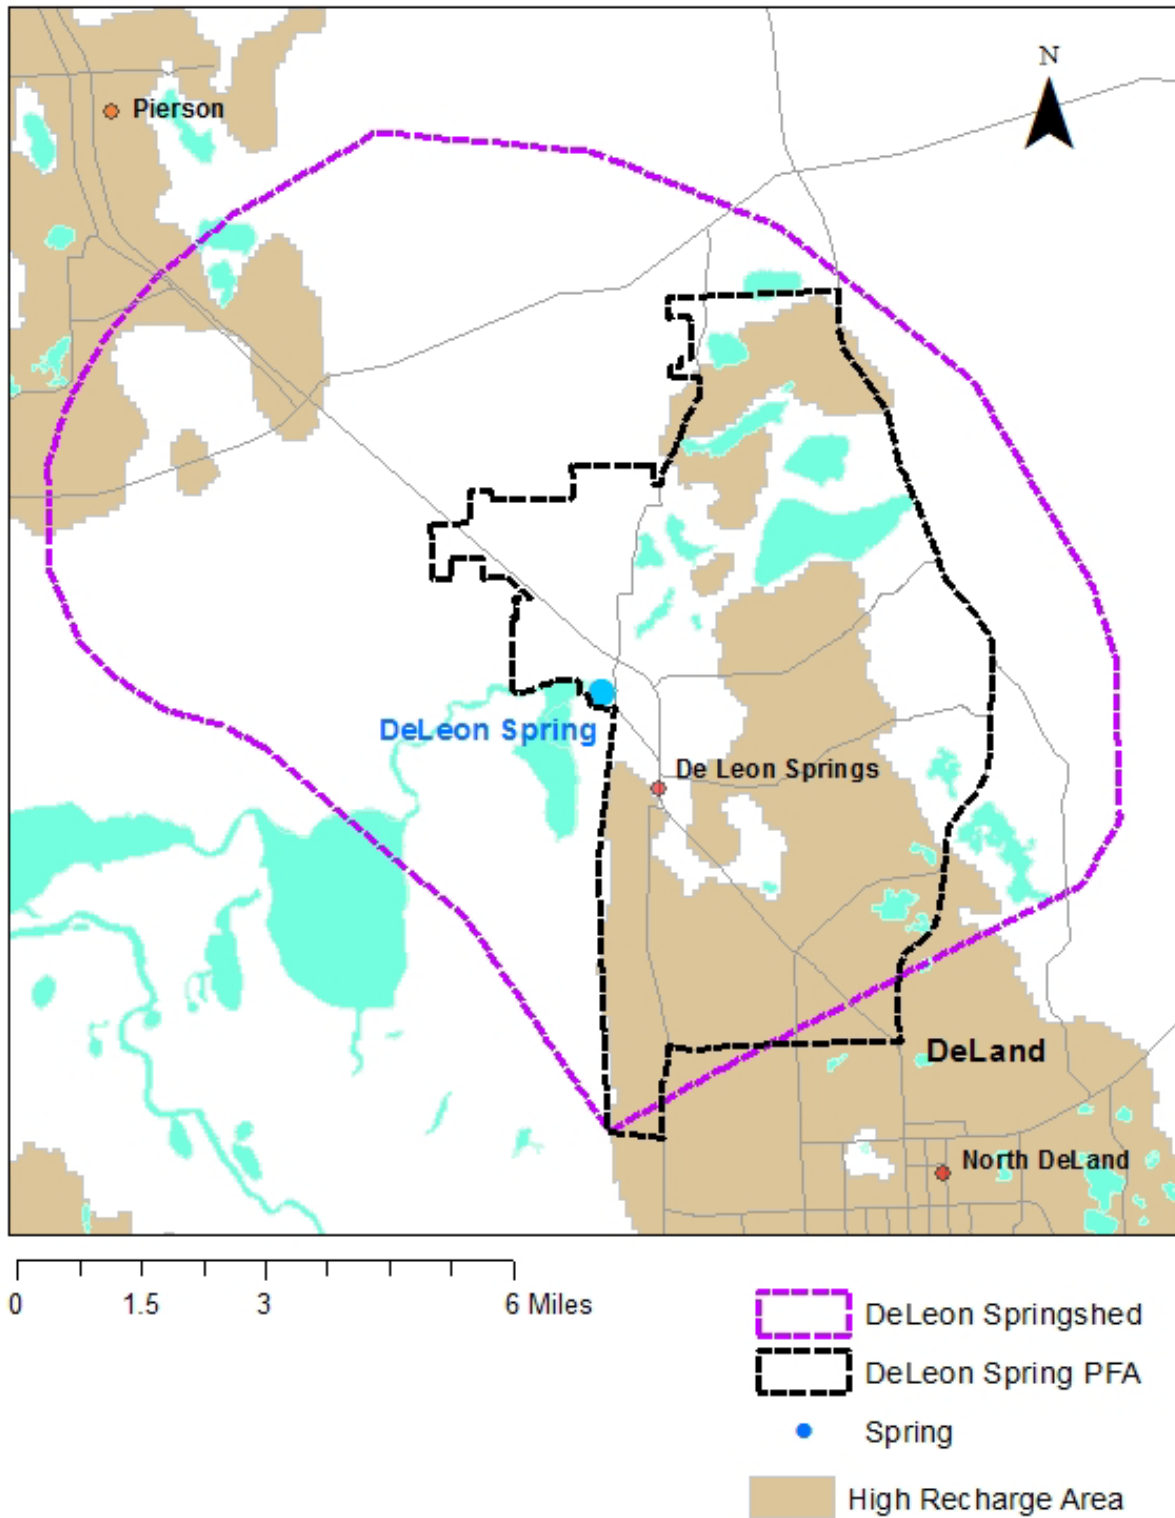 N
Pierson
DeLeon Spring
De Leon Springs
DeLand
North DeLand
0 1.5 3 6 Miles
DeLeon Springshed
DeLeon Spring PFA
Spring
High Recharge Area